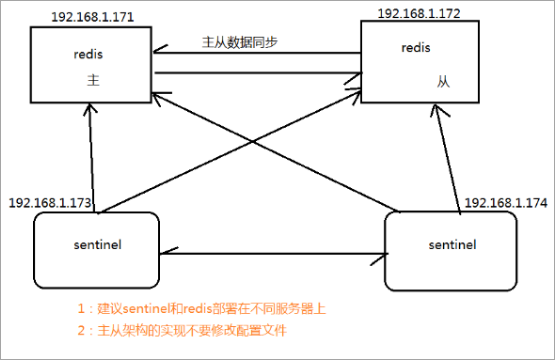 192.168.1.171
192.168.1.172
redis
主
主从数据同步
redis
从
192.168.1.173
192.168.1.174
sentinel
sentinel
1：建议sentinel和redis部署在不同服务器上
2：主从架构的实现不要修改配置文件